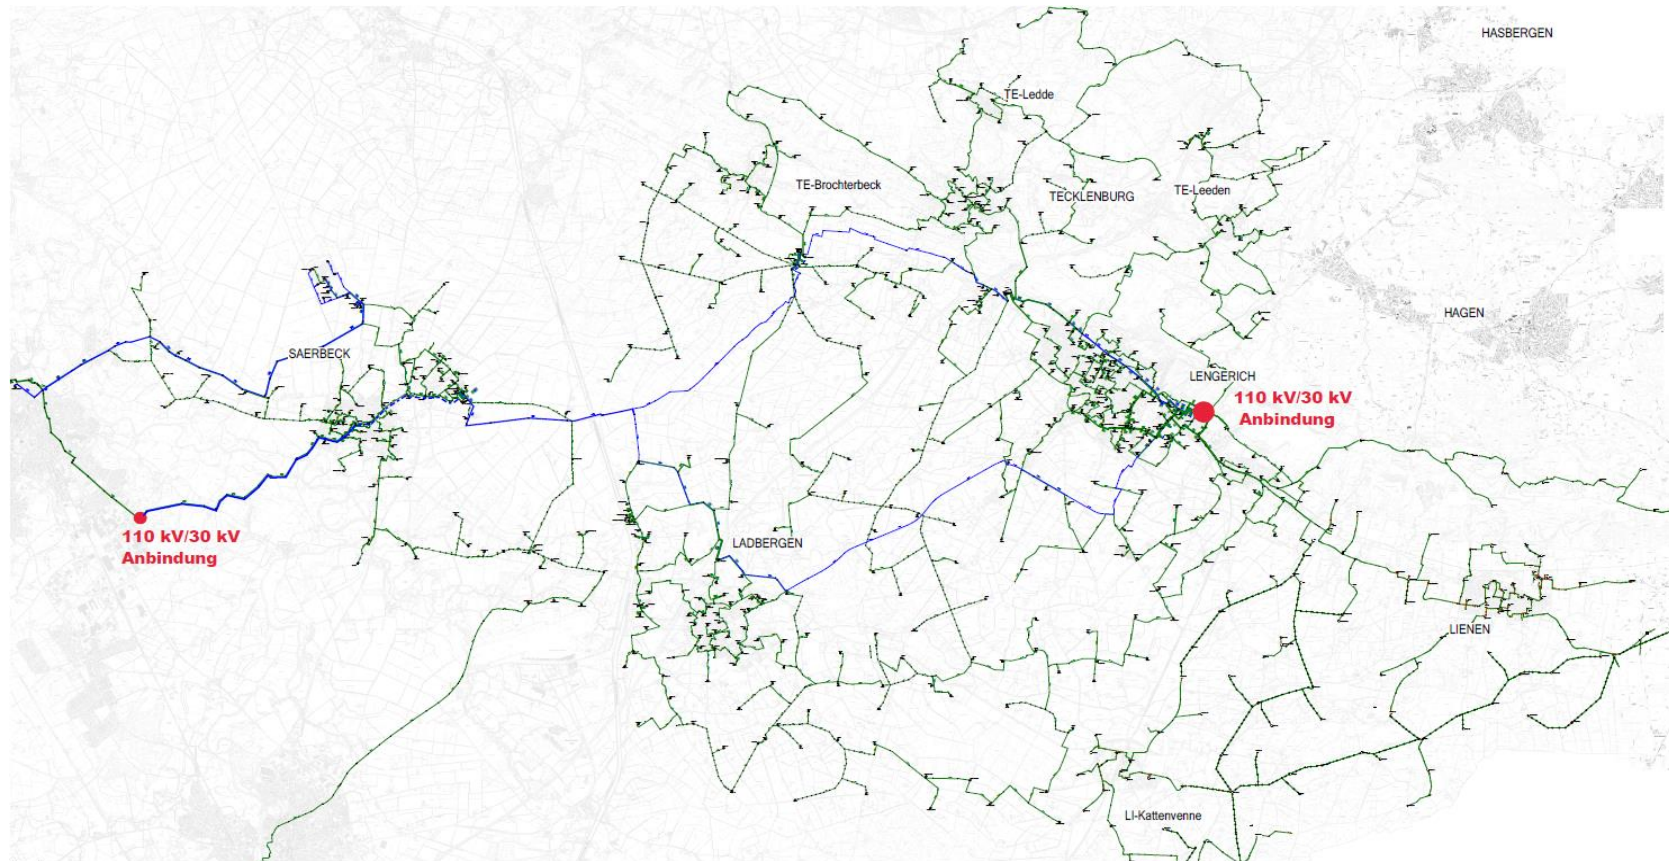 HASBERGEN
TE-Ledde
TE-Brochterbeck
TECKLENBURG
TE-Leeden
HAGEN
SAERBECK
LENGERICH
110 kV/30 kV
Anbindung
110 kV/30 kV
Anbindung
LADBERGEN
LIENEN
LI-Kattenvenne